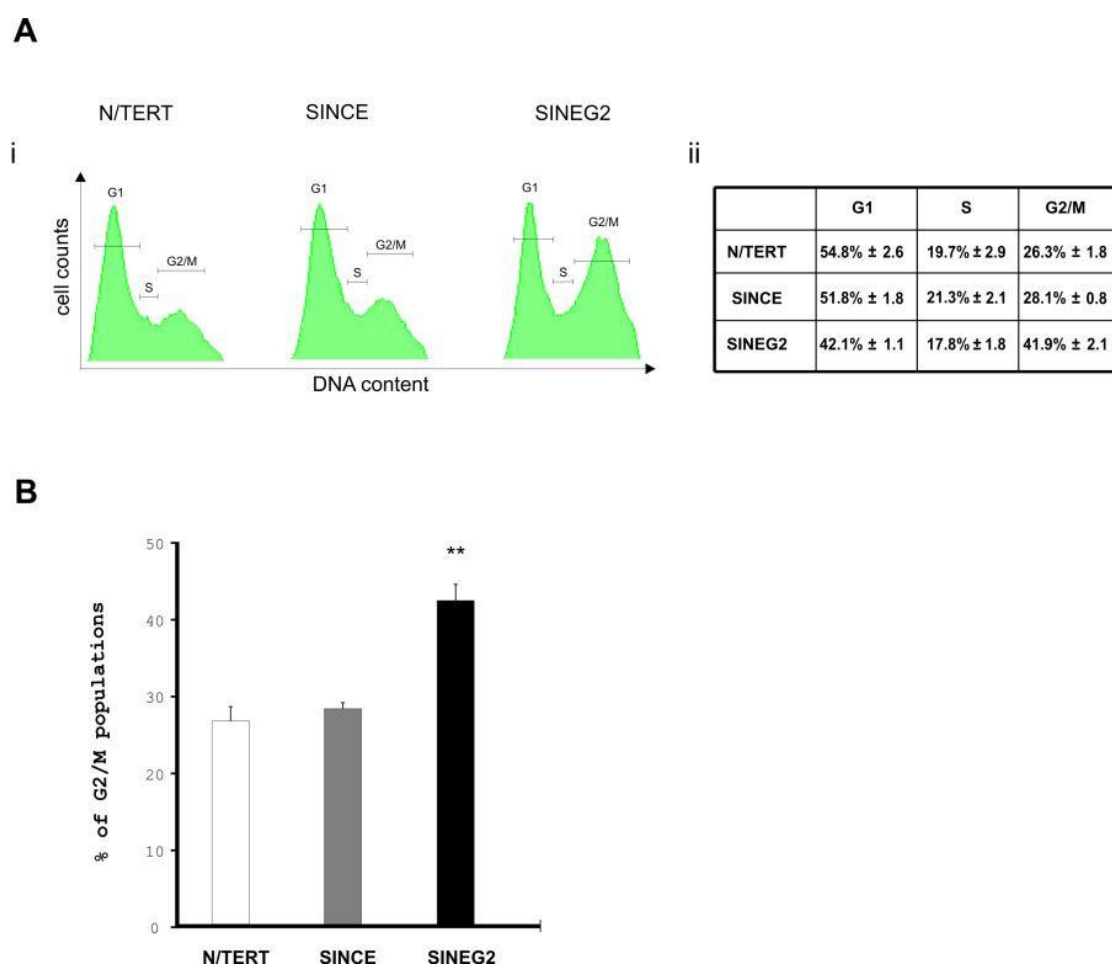 A
N/TERT SINCE SINEG2
i
ii
cell counts
G1
S
G2/M
G1
S
G2/M
G1
S
G2/M
DNA content
G1 S G2/M
N/TERT 54.8% ± 2.6 19.7% ± 2.9 26.3% ± 1.8
SINCE 51.8% ± 1.8 21.3% ± 2.1 28.1% ± 0.8
SINEG2 42.1% ± 1.1 17.8% ± 1.8 41.9% ± 2.1
B
% of G2/M populations
50
40
30
20
10
0
**
N/TERT SINCE SINEG2